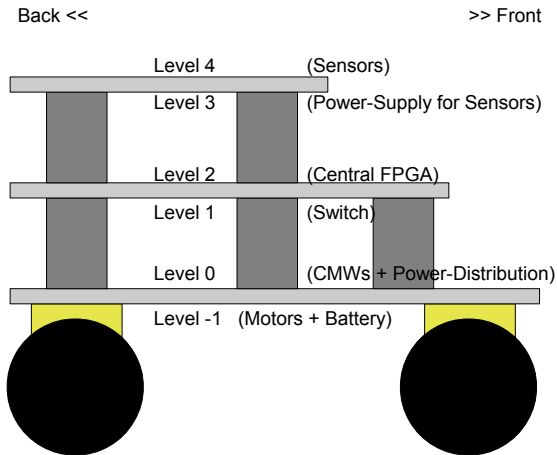 Back << >> Front
Level 4 (Sensors)
Level 3 (Power-Supply for Sensors)
Level 2 (Central FPGA)
Level 1 (Switch)
Level 0 (CMWs + Power-Distribution)
Level -1 (Motors + Battery)